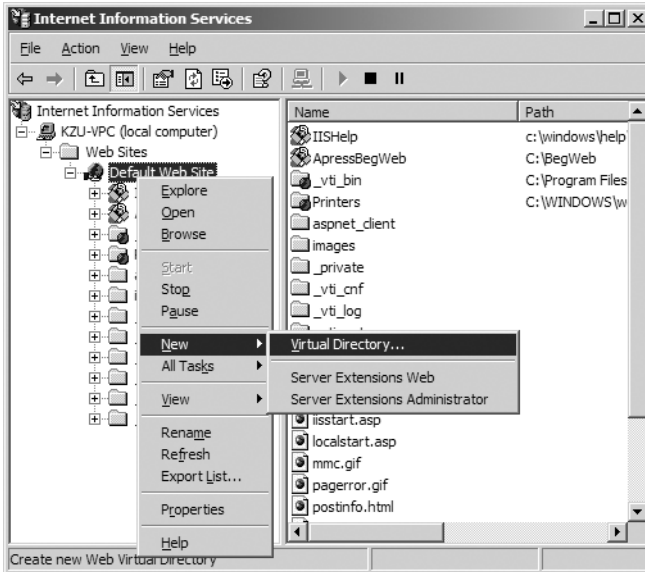 Internet Information Services
File Action View Help
Internet Information Services
KZU-VPC (local computer)
Web Sites
Default Web Site
Explore
Open
Browse
Start
Stop
Pause
New
All Tasks
View
Rename
Refresh
Export List...
Properties
Help
Virtual Directory...
Server Extensions Web
Server Extensions Administrator
Name Path
IISHelp c:\windows\help
ApressBegWeb C:\BegWeb
_vti_bin C:\Program Files
Printers C:\WINDOWS\w
aspnet_client
images
_private
_vti_cnf
_vti_log
iisstart.asp
localstart.asp
mmc.gif
pagerror.gif
postinfo.html
Create new Web Virtual Directory